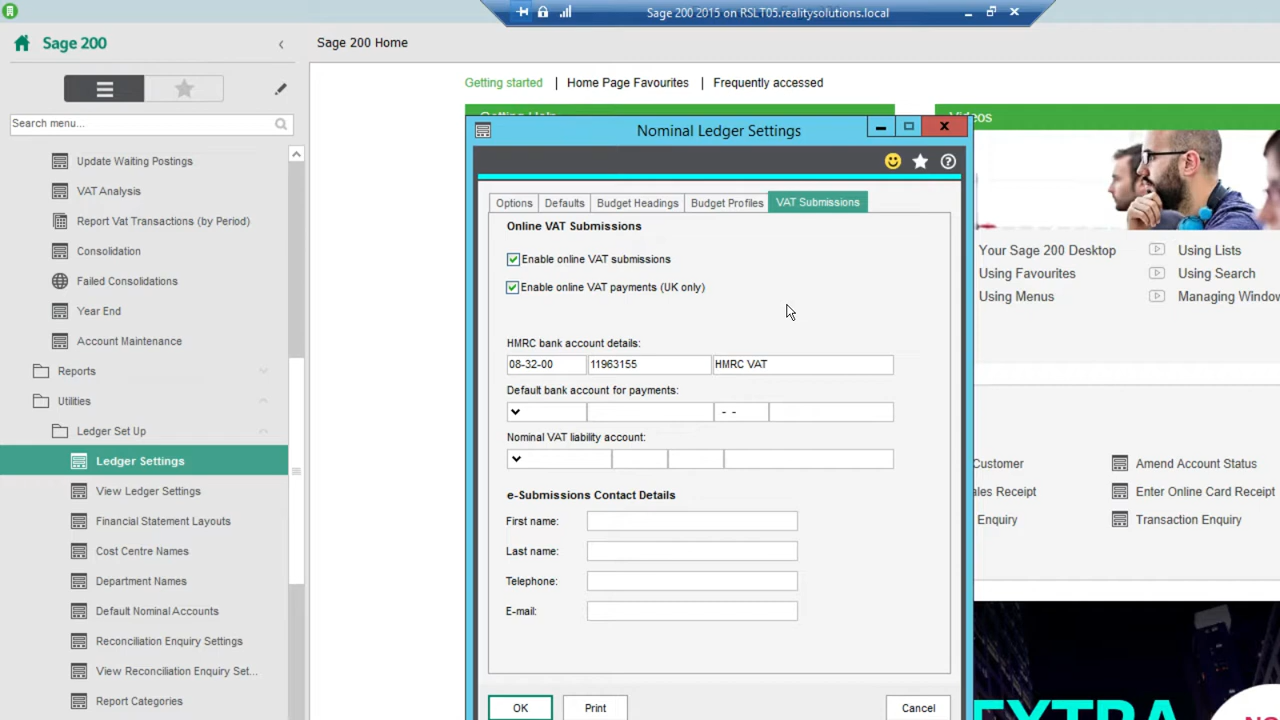 Sage 200 2015 on RSLT05.realitysolutions.local
Sage 200
Sage 200 Home
Search menu...
Update Waiting Postings
VAT Analysis
Report Vat Transactions (by Period)
Consolidation
Failed Consolidations
Year End
Account Maintenance
Reports
Utilities
Ledger Set Up
Ledger Settings
View Ledger Settings
Financial Statement Layouts
Cost Centre Names
Department Names
Default Nominal Accounts
Reconciliation Enquiry Settings
View Reconciliation Enquiry Set...
Report Categories
Getting started | Home Page Favourites | Frequently accessed
Getting Help
Videos
Nominal Ledger Settings
Options Defaults Budget Headings Budget Profiles VAT Submissions
Online VAT Submissions
Enable online VAT submissions
Enable online VAT payments (UK only)
HMRC bank account details:
08-32-00 11963155 HMRC VAT
Default bank account for payments:
- -
Nominal VAT liability account:
e-Submissions Contact Details
First name:
Last name:
Telephone:
E-mail:
OK Print Cancel
Your Sage 200 Desktop Using Lists
Using Favourites Using Search
Using Menus Managing Window
Customer Amend Account Status
Receipt Enter Online Card Receipt
Enquiry Transaction Enquiry